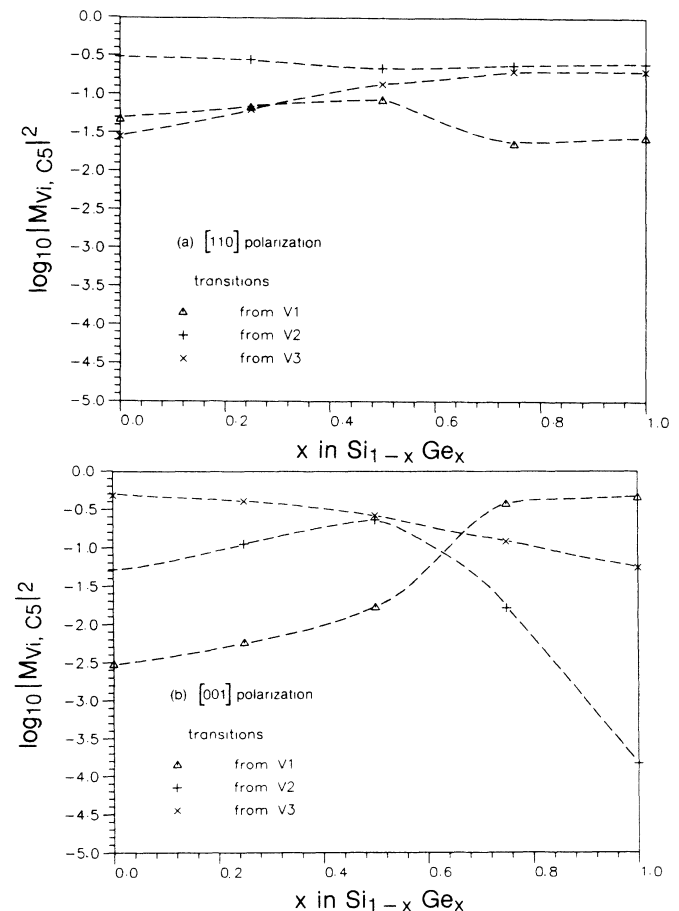 0.0
-0.5
-1.0
-1.5
-2.0
-2.5
-3.0
-3.5
-4.0
-4.5
-5.0
log10|MVi, C5|²
(a) [110] polarization
transitions
△ from V1
+ from V2
× from V3
0.0 0.2 0.4 0.6 0.8 1.0
x in Si1−x Gex
0.0
-0.5
-1.0
-1.5
-2.0
-2.5
-3.0
-3.5
-4.0
-4.5
-5.0
log10|MVi, C5|²
(b) [001] polarization
transitions
△ from V1
+ from V2
× from V3
0.0 0.2 0.4 0.6 0.8 1.0
x in Si1−x Gex